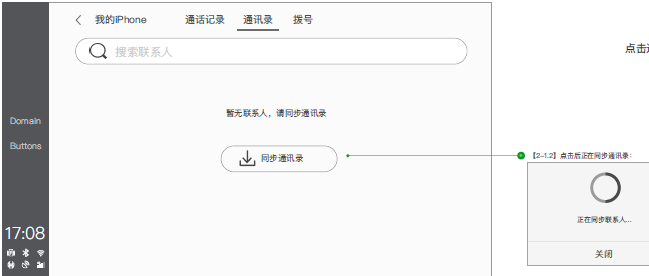 我的iPhone 通话记录 通讯录 拨号
搜索联系人
点击
暂无联系人，请同步通讯录
Domain
Buttons
同步通讯录
【2-1.2】点击后正在同步通讯录：
正在同步联系人...
17:08
关闭